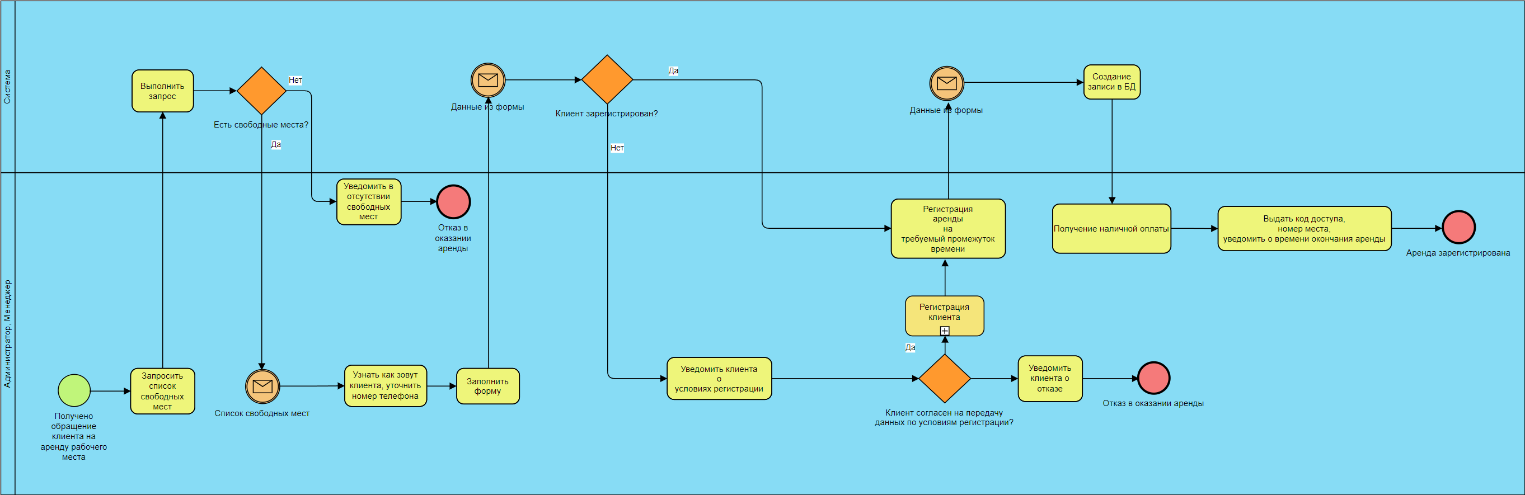 Система
Выполнить
запрос
Нет
Есть свободные места?
Да
Данные из формы
Клиент зарегистрирован?
Да
Нет
Данные из формы
Создание
записи в БД
Администратор, Менеджер
Уведомить в
отсутствии
свободных
мест
Отказ в
оказании
аренды
Регистрация
аренды
на
требуемый промежуток
времени
Получение наличной оплаты
Выдать код доступа,
номер места,
уведомить о времени окончания аренды
Аренда зарегистрирована
Регистрация
клиента
Да
Получено
обращение
клиента на
аренду рабочего
места
Запросить
список
свободных
мест
Список свободных мест
Узнать как зовут
клиента, уточнить
номер телефона
Заполнить
форму
Уведомить клиента
о
условиях регистрации
Клиент согласен на передачу
данных по условиям регистрации?
Уведомить
клиента о
отказе
Отказ в оказании аренды